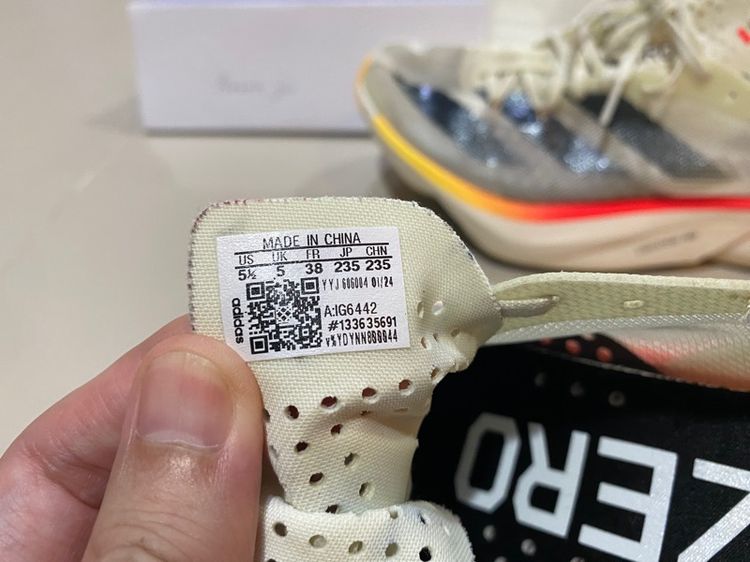 MADE IN CHINA
US UK FR JP CHN
5½ 5 38 235 235
YYJ 606004 01/24
A:IG6442
#133635691
adidas
ZERO